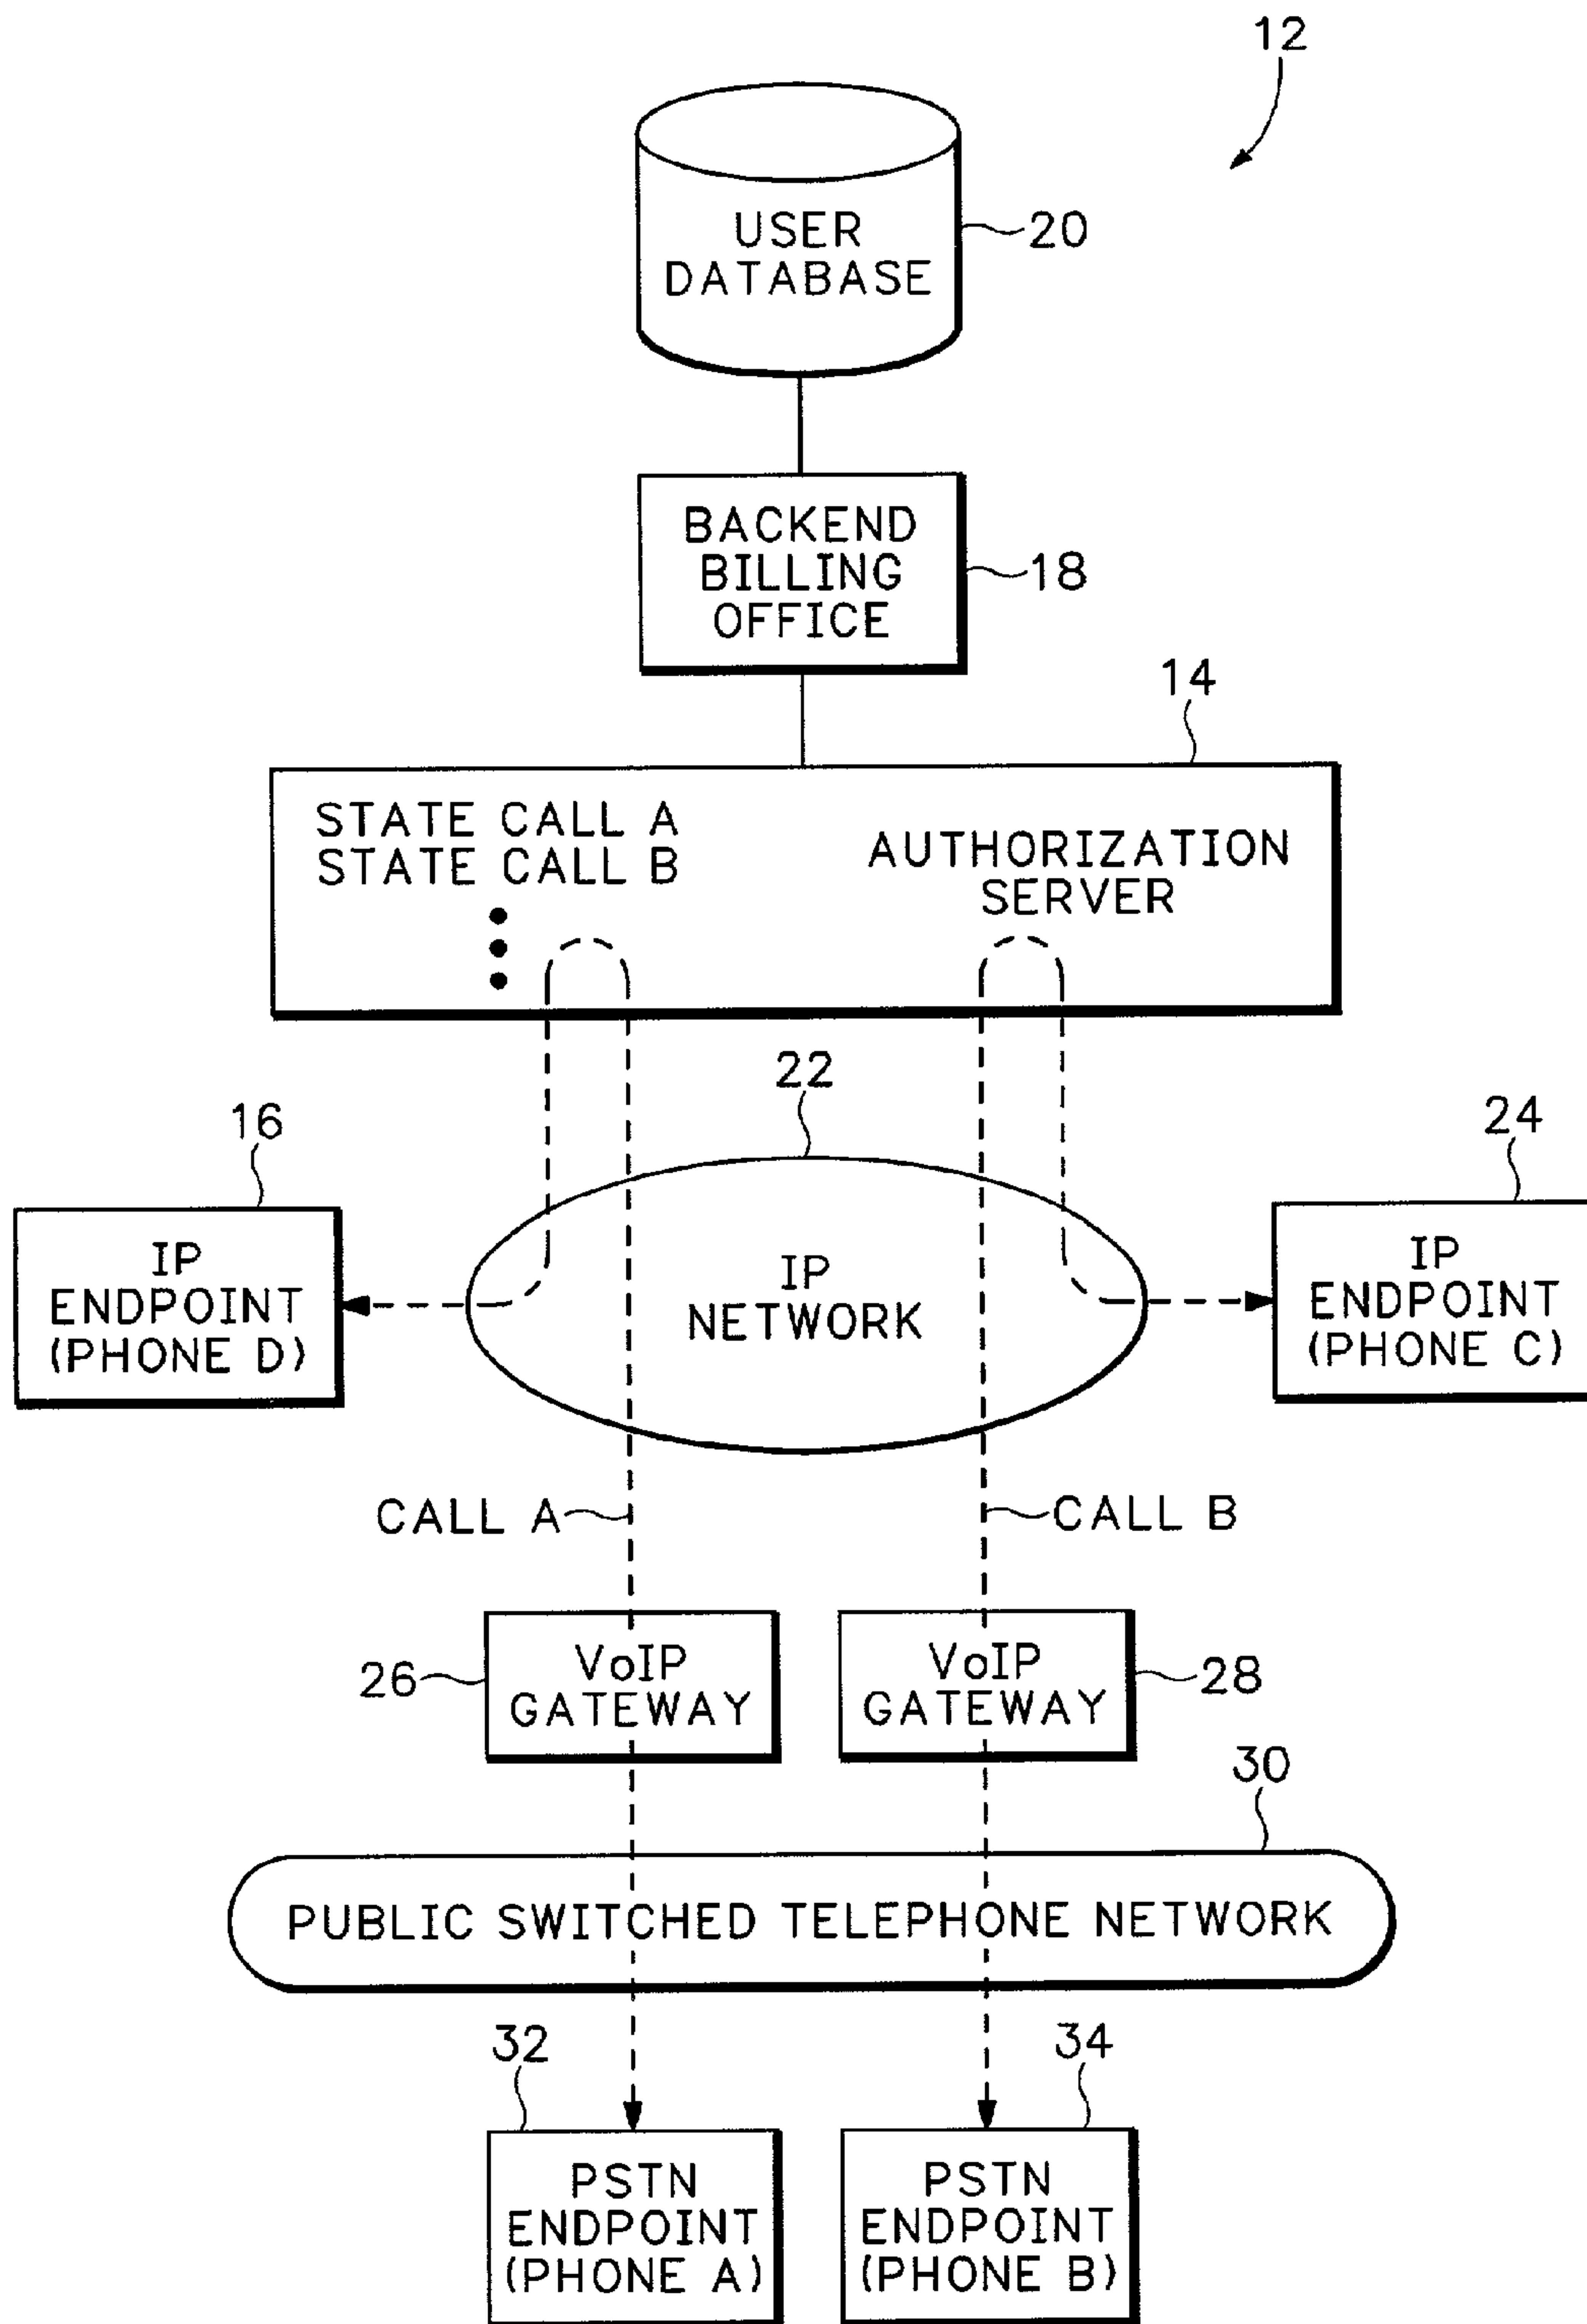 12
USER
DATABASE
20
BACKEND
BILLING
OFFICE
18
14
STATE CALL A
STATE CALL B
AUTHORIZATION
SERVER
22
16
24
IP
ENDPOINT
(PHONE D)
IP
NETWORK
IP
ENDPOINT
(PHONE C)
CALL A
CALL B
26
VoIP
GATEWAY
VoIP
GATEWAY
28
30
PUBLIC SWITCHED TELEPHONE NETWORK
32
34
PSTN
ENDPOINT
(PHONE A)
PSTN
ENDPOINT
(PHONE B)